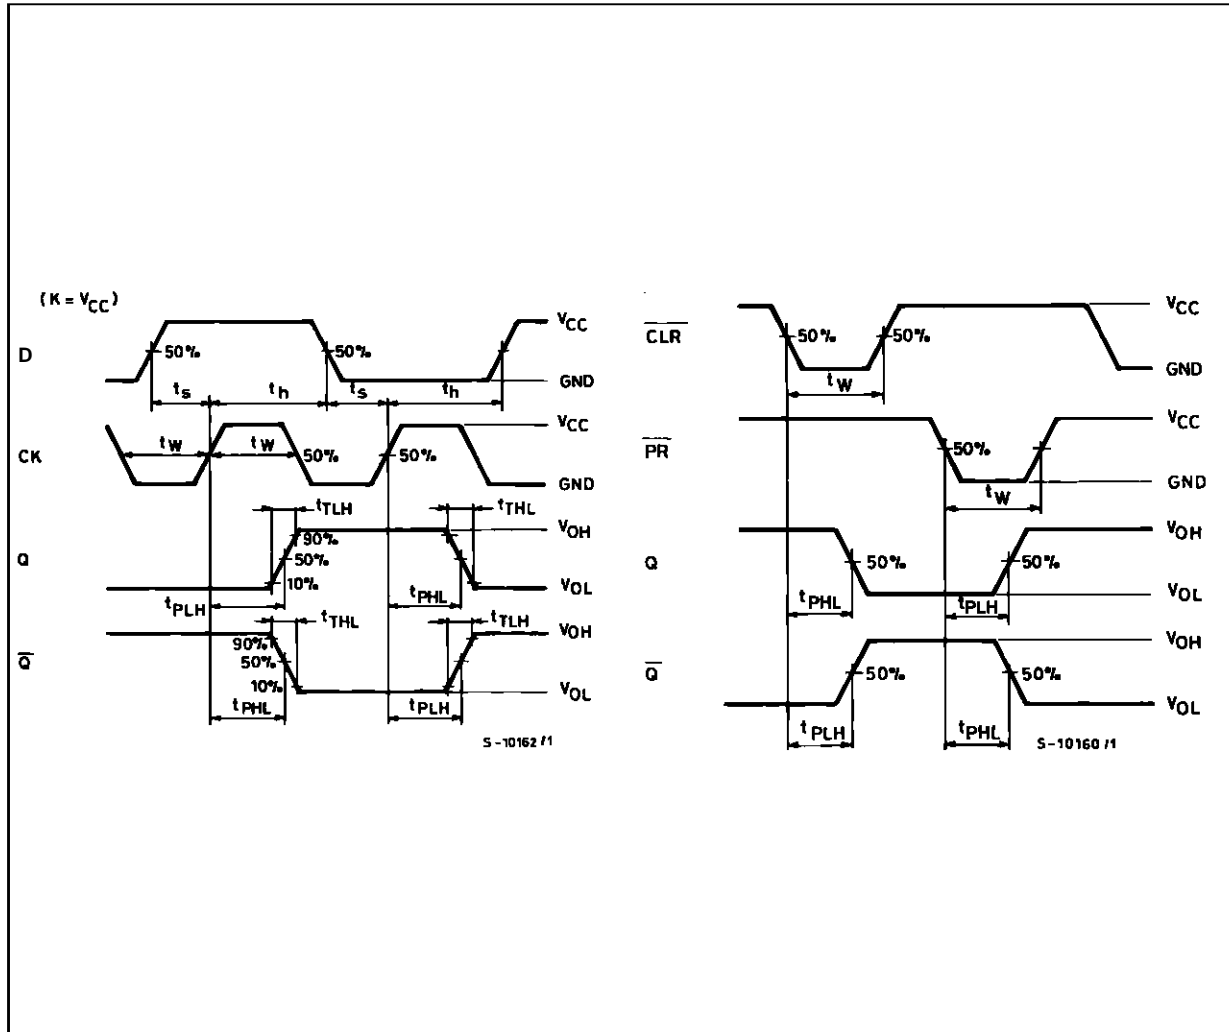 (K = VCC)
D
50%
50%
VCC
GND
ts
th
ts
th
CK
tW
tW
50%
50%
VCC
GND
tTLH
tTHL
Q
90%
50%
10%
VOH
VOL
tPLH
tPHL
tTHL
tTLH
Q̅
90%
50%
10%
VOH
VOL
tPHL
tPLH
S-10162/1
C̅L̅R̅
50%
50%
VCC
GND
tW
P̅R̅
50%
VCC
GND
tW
Q
50%
50%
VOH
VOL
tPHL
tPLH
Q̅
50%
50%
VOH
VOL
tPLH
tPHL
S-10160/1